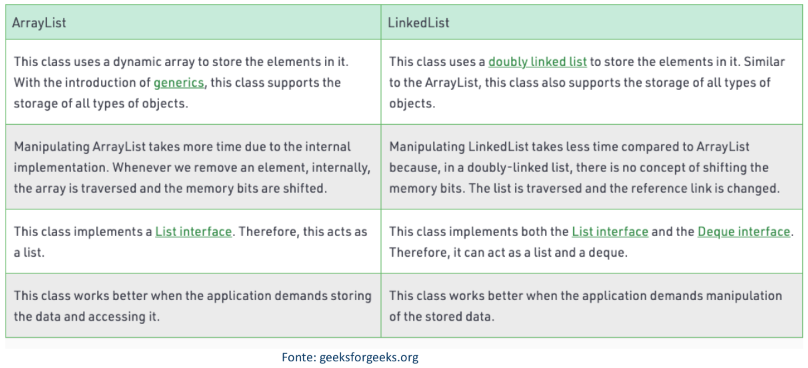 ArrayList
LinkedList
This class uses a dynamic array to store the elements in it.
With the introduction of generics, this class supports the
storage of all types of objects.
This class uses a doubly linked list to store the elements in it. Similar
to the ArrayList, this class also supports the storage of all types of
objects.
Manipulating ArrayList takes more time due to the internal
implementation. Whenever we remove an element, internally,
the array is traversed and the memory bits are shifted.
Manipulating LinkedList takes less time compared to ArrayList
because, in a doubly-linked list, there is no concept of shifting the
memory bits. The list is traversed and the reference link is changed.
This class implements a List interface. Therefore, this acts as
a list.
This class implements both the List interface and the Deque interface.
Therefore, it can act as a list and a deque.
This class works better when the application demands storing
the data and accessing it.
This class works better when the application demands manipulation
of the stored data.
Fonte: geeksforgeeks.org